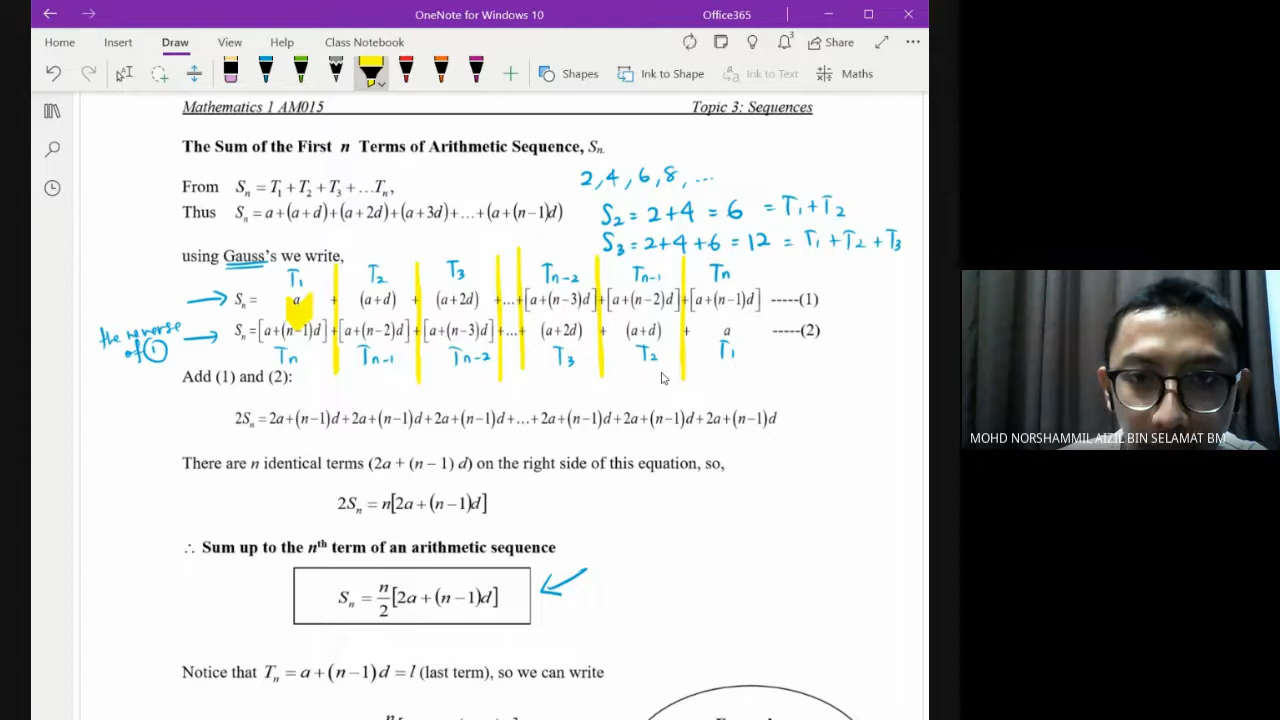 OneNote for Windows 10
Office365
Home Insert Draw View Help Class Notebook
Share
Shapes Ink to Shape Ink to Text Maths
Mathematics 1 AM015 Topic 3: Sequences
The Sum of the First n Terms of Arithmetic Sequence, Sₙ.
2, 4, 6, 8, ...
From Sₙ = T₁ + T₂ + T₃ + …Tₙ,
Thus Sₙ = a + (a + d) + (a + 2d) + (a + 3d) + … + (a + (n − 1)d)
S₂ = 2 + 4 = 6 = T₁ + T₂
S₃ = 2 + 4 + 6 = 12 = T₁ + T₂ + T₃
using Gauss's we write,
T₁ T₂ T₃ Tₙ₋₂ Tₙ₋₁ Tₙ
Sₙ = a + (a + d) + (a + 2d) + … + [a + (n − 3)d] + [a + (n − 2)d] + [a + (n − 1)d] -----(1)
the reverse of ①
Sₙ = [a + (n − 1)d] + [a + (n − 2)d] + [a + (n − 3)d] + … + (a + 2d) + (a + d) + a -----(2)
Tₙ Tₙ₋₁ Tₙ₋₂ T₃ T₂ T₁
Add (1) and (2):
2Sₙ = 2a + (n − 1)d + 2a + (n − 1)d + 2a + (n − 1)d + … + 2a + (n − 1)d + 2a + (n − 1)d + 2a + (n − 1)d
There are n identical terms (2a + (n − 1) d) on the right side of this equation, so,
2Sₙ = n[2a + (n − 1)d]
∴ Sum up to the nᵗʰ term of an arithmetic sequence
Sₙ = n/2 [2a + (n − 1)d]
Notice that Tₙ = a + (n − 1)d = l (last term), so we can write
MOHD NORSHAMMIL AIZIL BIN SELAMAT BM